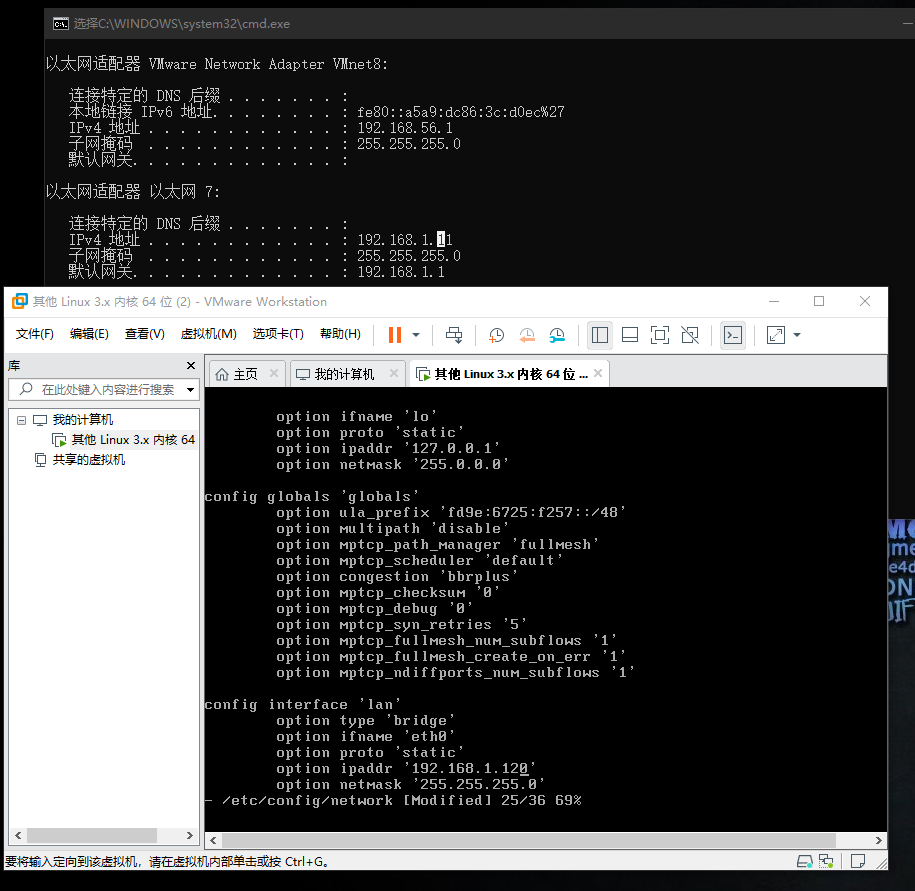 选择C:\WINDOWS\system32\cmd.exe
以太网适配器 VMware Network Adapter VMnet8:
连接特定的 DNS 后缀 . . . . . . . :
本地链接 IPv6 地址. . . . . . . . : fe80::a5a9:dc86:3c:d0ec%27
IPv4 地址 . . . . . . . . . . . . : 192.168.56.1
子网掩码 . . . . . . . . . . . . : 255.255.255.0
默认网关. . . . . . . . . . . . . :
以太网适配器 以太网 7:
连接特定的 DNS 后缀 . . . . . . . :
IPv4 地址 . . . . . . . . . . . . : 192.168.1.11
子网掩码 . . . . . . . . . . . . : 255.255.255.0
默认网关. . . . . . . . . . . . . : 192.168.1.1
其他 Linux 3.x 内核 64 位 (2) - VMware Workstation
文件(F) 编辑(E) 查看(V) 虚拟机(M) 选项卡(T) 帮助(H)
库
主页 我的计算机 其他 Linux 3.x 内核 64 位 ...
在此处键入内容进行搜索
我的计算机
其他 Linux 3.x 内核 64
共享的虚拟机
option ifname 'lo'
option proto 'static'
option ipaddr '127.0.0.1'
option netmask '255.0.0.0'
config globals 'globals'
option ula_prefix 'fd9e:6725:f257::/48'
option multipath 'disable'
option mptcp_path_manager 'fullmesh'
option mptcp_scheduler 'default'
option congestion 'bbrplus'
option mptcp_checksum '0'
option mptcp_debug '0'
option mptcp_syn_retries '5'
option mptcp_fullmesh_num_subflows '1'
option mptcp_fullmesh_create_on_err '1'
option mptcp_ndiffports_num_subflows '1'
config interface 'lan'
option type 'bridge'
option ifname 'eth0'
option proto 'static'
option ipaddr '192.168.1.120'
option netmask '255.255.255.0'
- /etc/config/network [Modified] 25/36 69%
要将输入定向到该虚拟机，请在虚拟机内部单击或按 Ctrl+G。